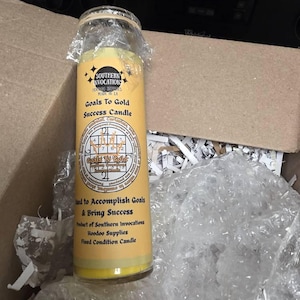 SOUTHERN
INVOCATIONS
Goals To Gold
Success Candle
ed to Accomplish Goals
& Bring Success
Product of Southern Invocations
Hoodoo Supplies
Fixed Condition Candle